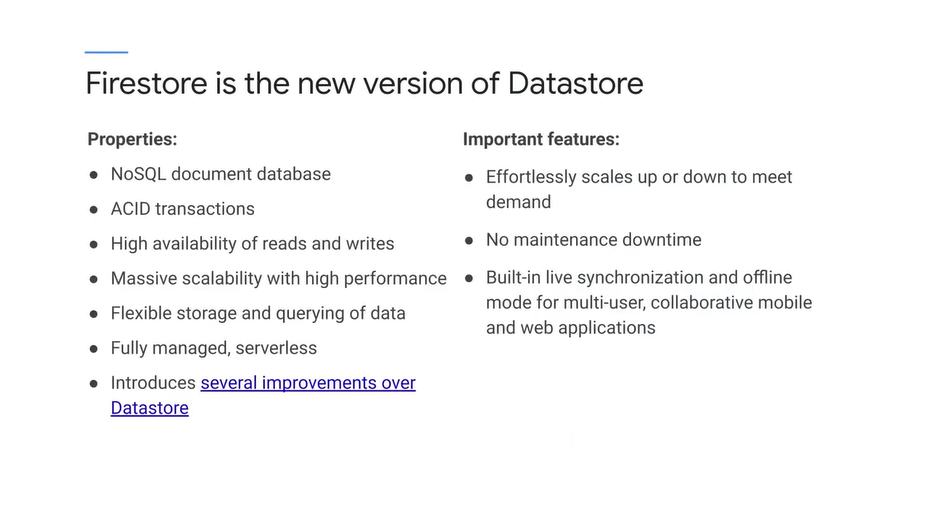 Firestore is the new version of Datastore
Properties:
● NoSQL document database
● ACID transactions
● High availability of reads and writes
● Massive scalability with high performance
● Flexible storage and querying of data
● Fully managed, serverless
● Introduces several improvements over
Datastore
Important features:
● Effortlessly scales up or down to meet
demand
● No maintenance downtime
● Built-in live synchronization and offline
mode for multi-user, collaborative mobile
and web applications